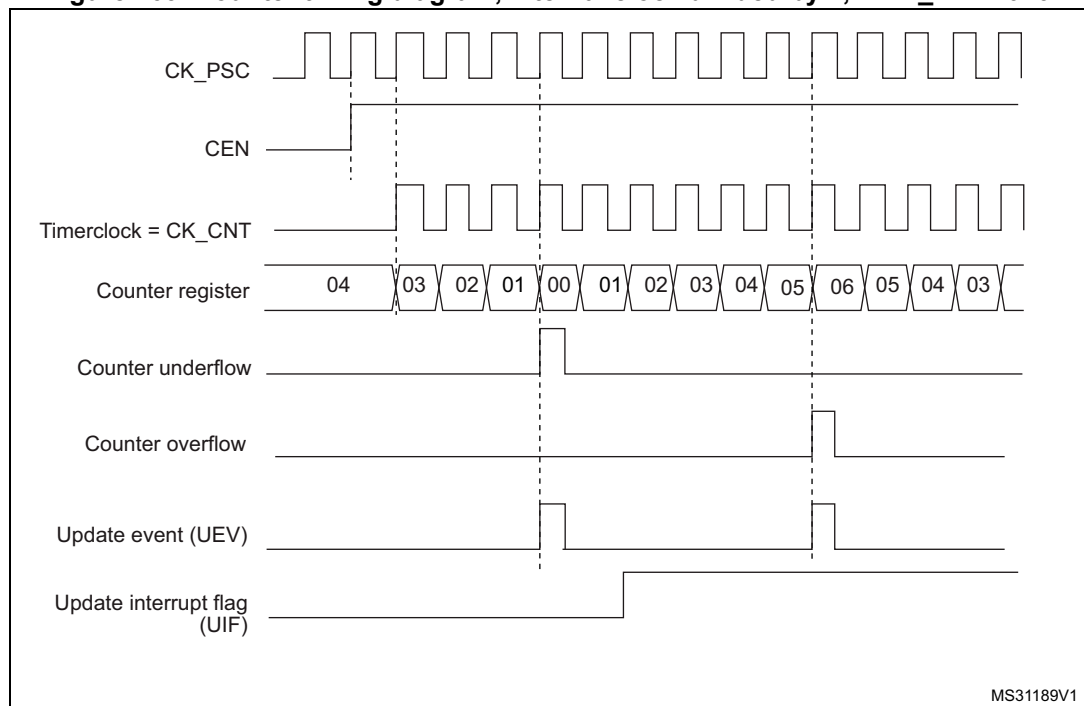 CK_PSC
CEN
Timerclock = CK_CNT
Counter register 04 03 02 01 00 01 02 03 04 05 06 05 04 03
Counter underflow
Counter overflow
Update event (UEV)
Update interrupt flag
(UIF)
MS31189V1